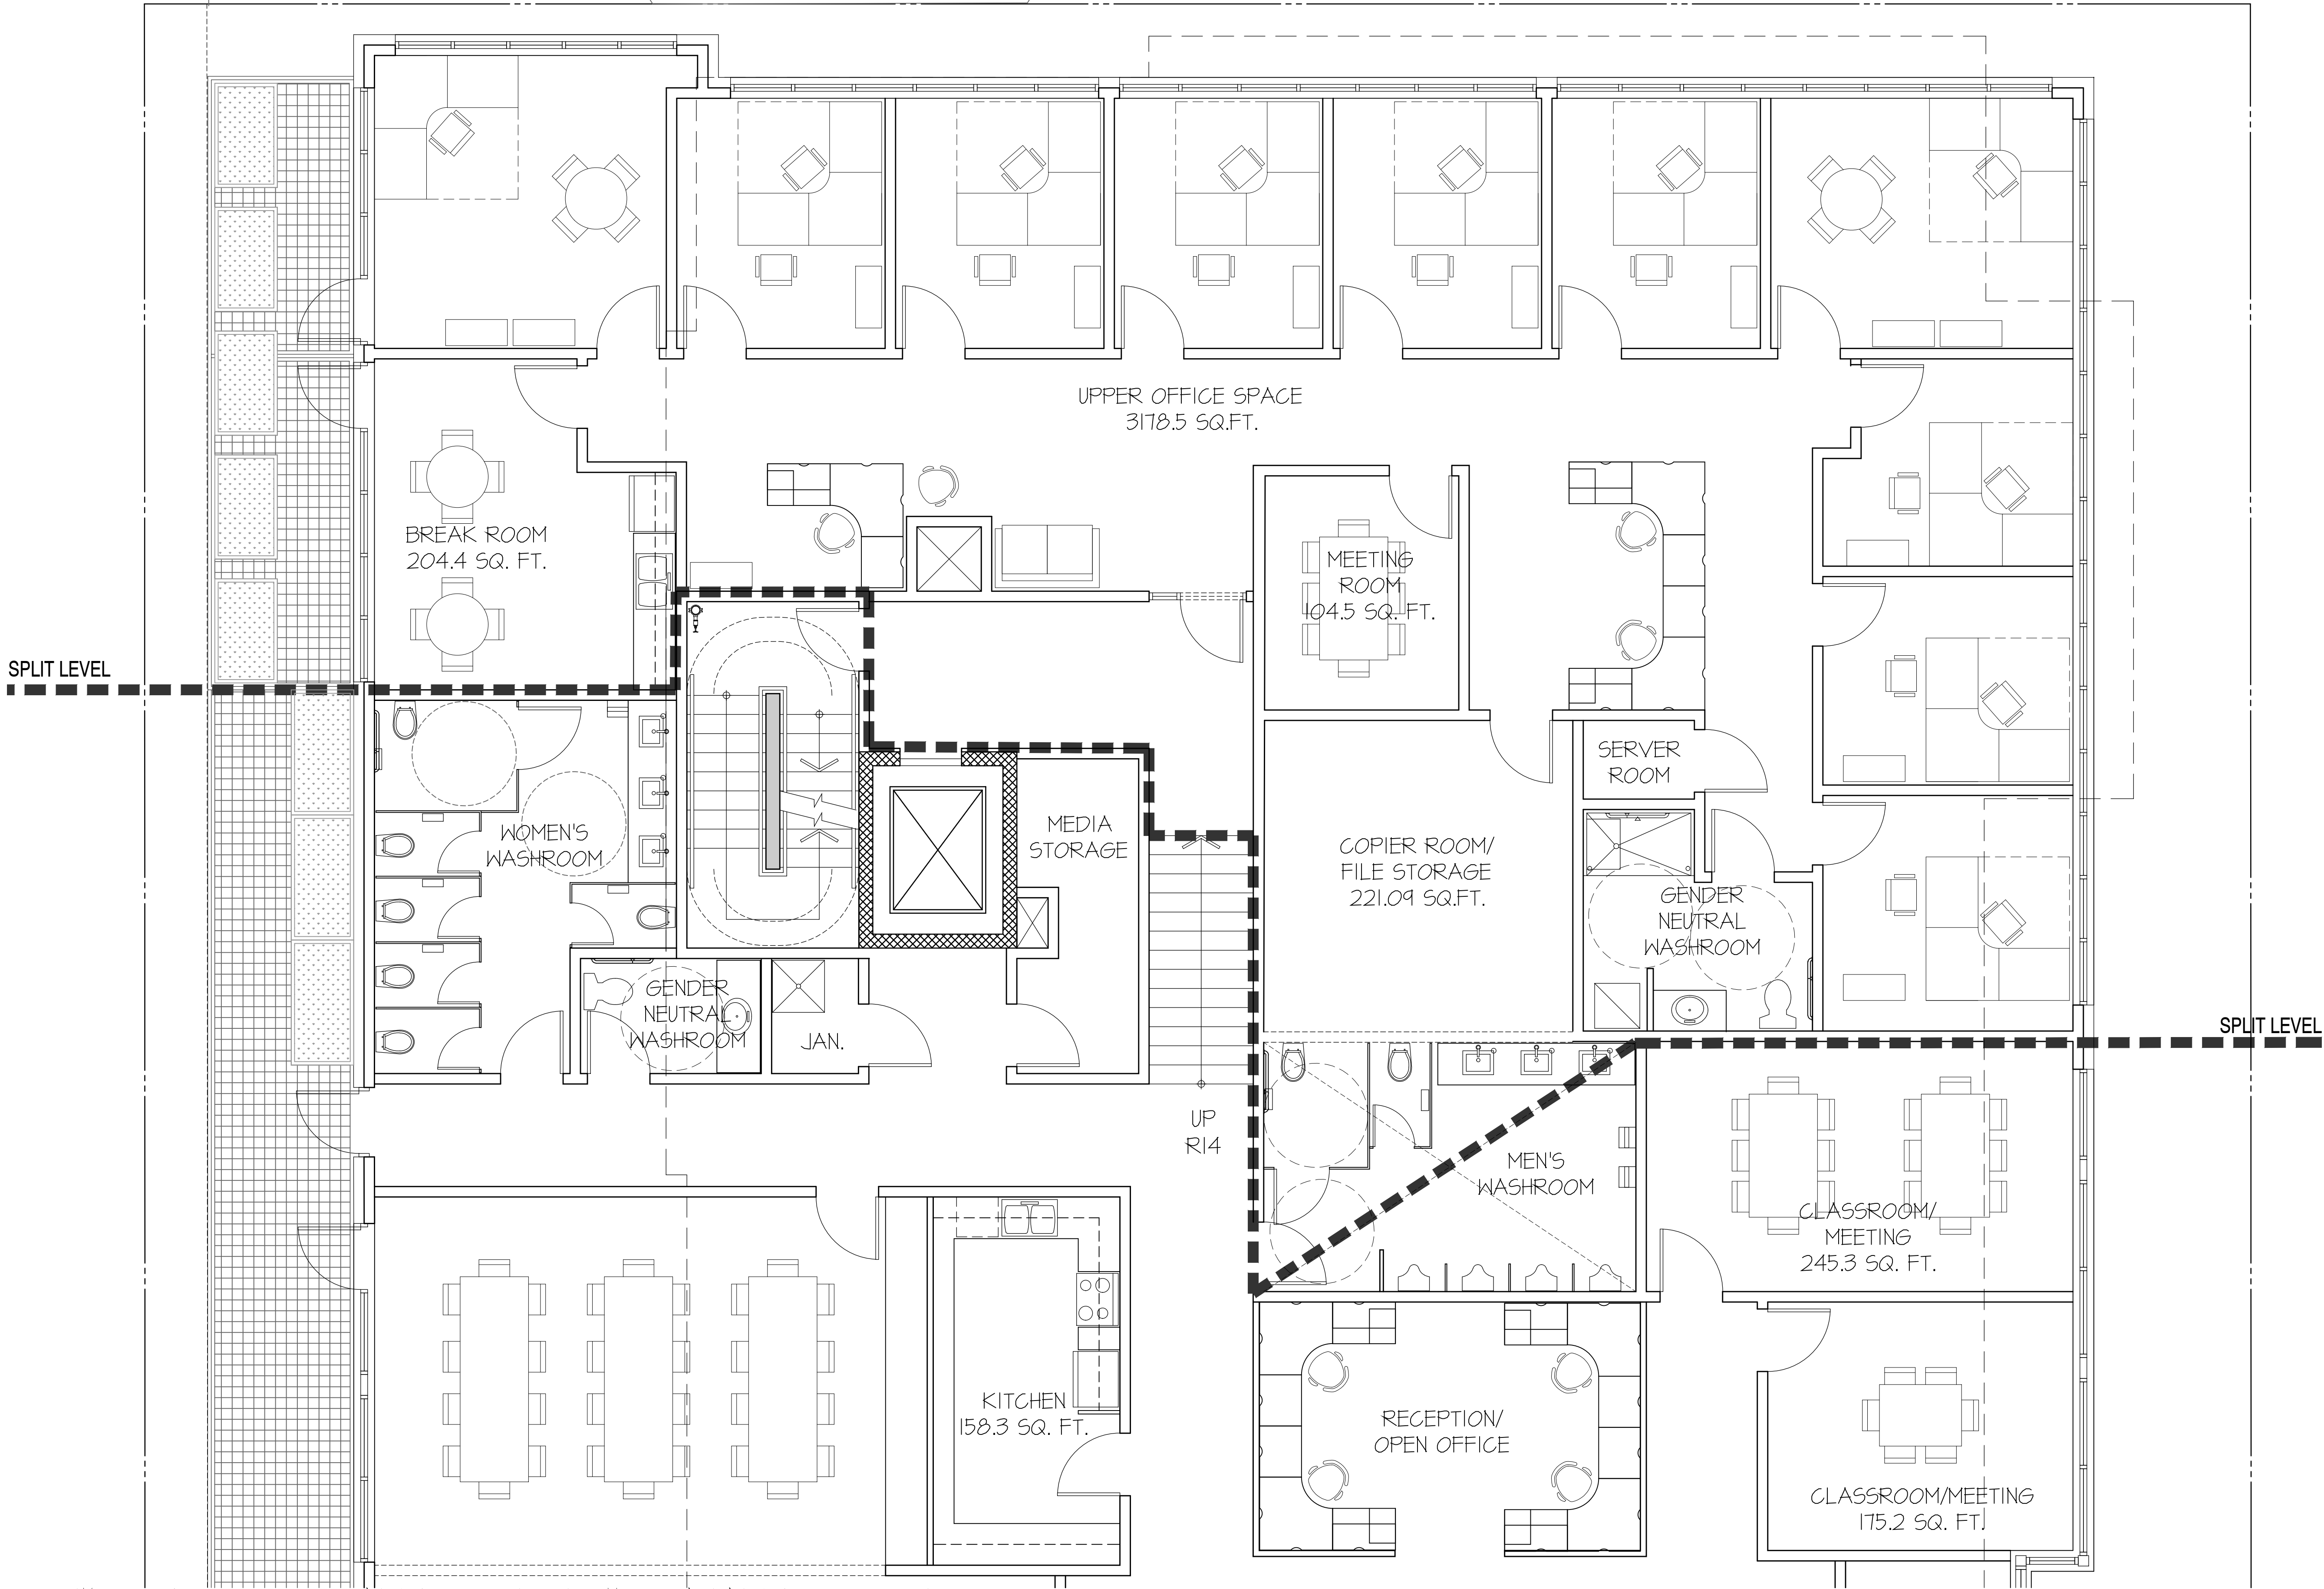 UPPER OFFICE SPACE
3178.5 SQ.FT.
BREAK ROOM
204.4 SQ. FT.
MEETING
ROOM
104.5 SQ. FT.
SPLIT LEVEL
SERVER
ROOM
WOMEN'S
WASHROOM
MEDIA
STORAGE
COPIER ROOM/
FILE STORAGE
221.09 SQ.FT.
GENDER
NEUTRAL
WASHROOM
GENDER
NEUTRAL
WASHROOM
JAN.
SPLIT LEVEL
UP
R14
MEN'S
WASHROOM
CLASSROOM/
MEETING
245.3 SQ. FT.
KITCHEN
158.3 SQ. FT.
RECEPTION/
OPEN OFFICE
CLASSROOM/MEETING
175.2 SQ. FT.